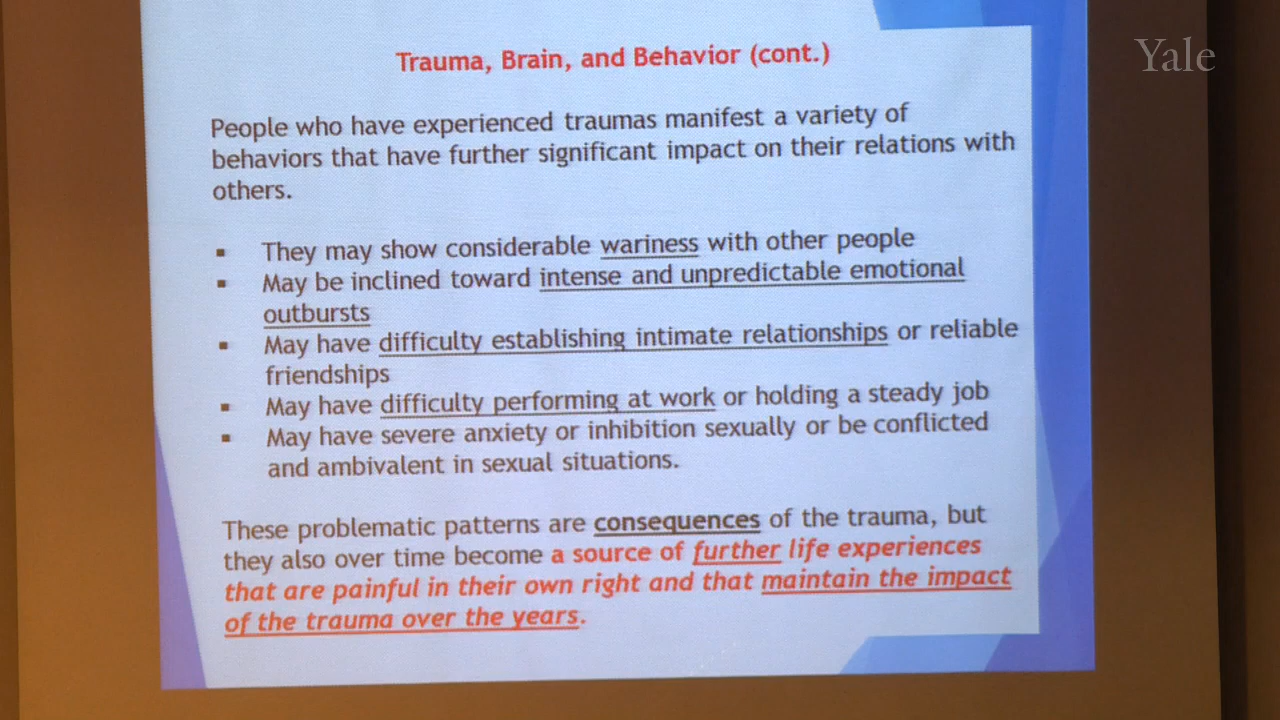 Yale
Trauma, Brain, and Behavior (cont.)
People who have experienced traumas manifest a variety of
behaviors that have further significant impact on their relations with
others.
▪ They may show considerable wariness with other people
▪ May be inclined toward intense and unpredictable emotional
outbursts
▪ May have difficulty establishing intimate relationships or reliable
friendships
▪ May have difficulty performing at work or holding a steady job
▪ May have severe anxiety or inhibition sexually or be conflicted
and ambivalent in sexual situations.
These problematic patterns are consequences of the trauma, but
they also over time become a source of further life experiences
that are painful in their own right and that maintain the impact
of the trauma over the years.